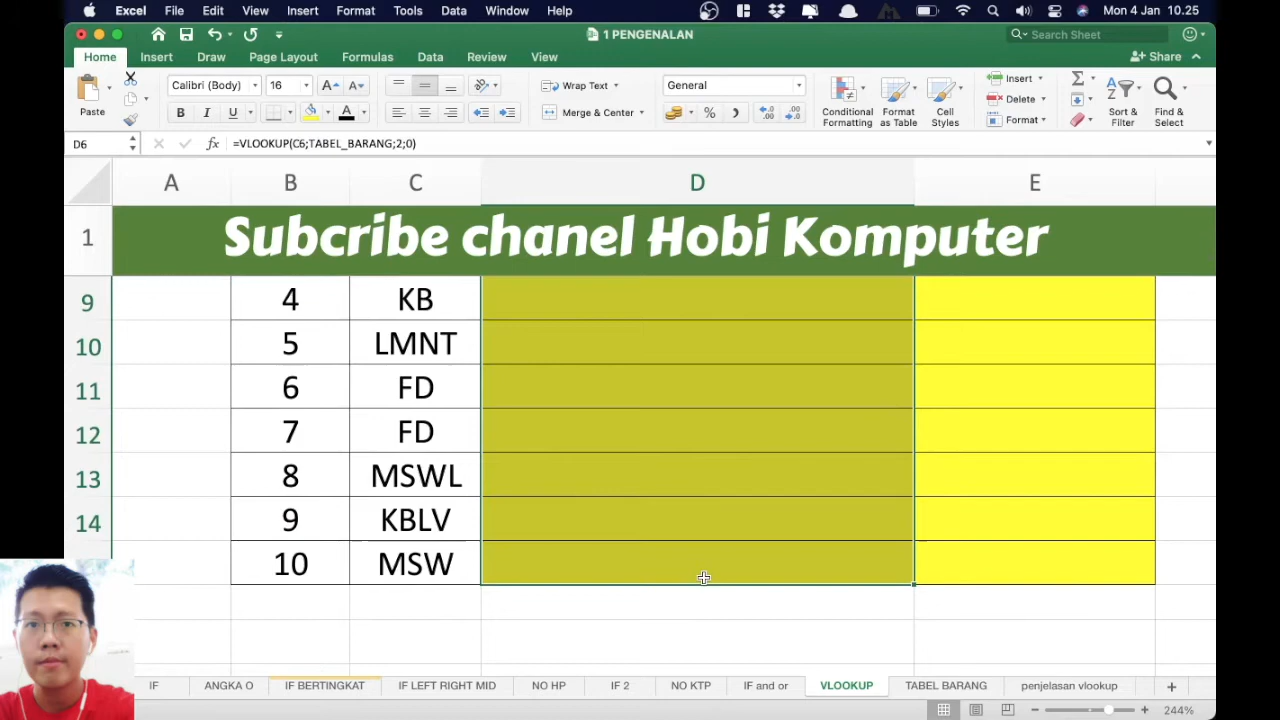 Excel File Edit View Insert Format Tools Data Window Help Mon 4 Jan 10.25
1 PENGENALAN Search Sheet
Home Insert Draw Page Layout Formulas Data Review View Share
Paste Calibri (Body) 16 A A Wrap Text General Conditional Formatting Format as Table Cell Styles Insert Sort & Filter Find & Select
B I U A Merge & Center % Delete
Format
D6 fx =VLOOKUP(C6;TABEL_BARANG;2;0)
A B C D E
1 Subcribe chanel Hobi Komputer
9 4 KB
10 5 LMNT
11 6 FD
12 7 FD
13 8 MSWL
14 9 KBLV
10 MSW
IF ANGKA O IF BERTINGKAT IF LEFT RIGHT MID NO HP IF 2 NO KTP IF and or VLOOKUP TABEL BARANG penjelasan vlookup +
244%